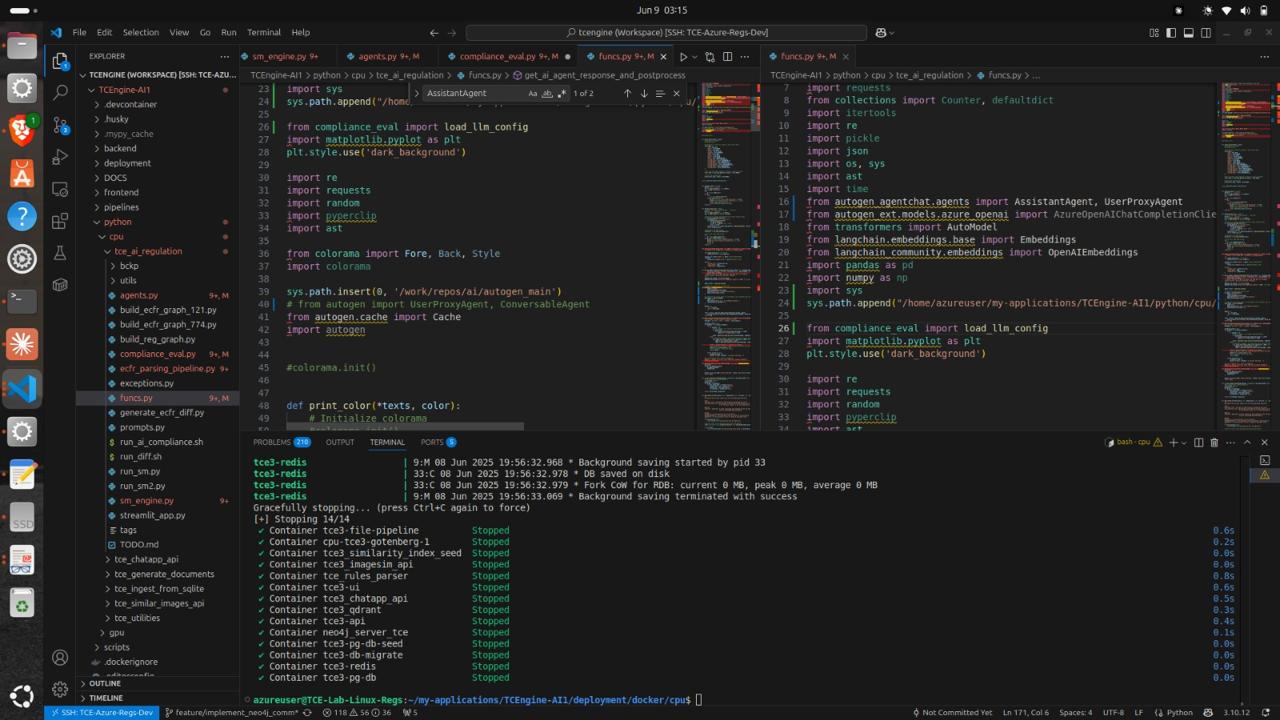 Jun 9 03:15
File Edit Selection View Go Run Terminal Help
tcengine (Workspace) [SSH: TCE-Azure-Regs-Dev]
EXPLORER
TCENGINE (WORKSPACE) [SSH: TCE-AZU...
TCEngine-AI1
.devcontainer
.husky
.mypy_cache
backend
deployment
DOCS
frontend
pipelines
python
cpu
tce_ai_regulation
bckp
utils
agents.py 9+, M
build_ecfr_graph_121.py
build_ecfr_graph_774.py
build_reg_graph.py
compliance_eval.py 9+, M
ecfr_parsing_pipeline.py 9+
exceptions.py
funcs.py 9+, M
generate_ecfr_diff.py
prompts.py
run_ai_compliance.sh
run_diff.sh
run_sm.py
run_sm2.py
sm_engine.py 9+
streamlit_app.py
tags
TODO.md
tce_chatapp_api
tce_generate_documents
tce_ingest_from_sqlite
tce_similar_images_api
tce_utilities
gpu
scripts
.dockerignore
OUTLINE
TIMELINE
sm_engine.py 9+ agents.py 9+, M compliance_eval.py 9+, M funcs.py 9+, M
TCEngine-AI1 > python > cpu > tce_ai_regulation > funcs.py > get_ai_agent_response_and_postprocess
AssistantAgent Aa ab .* 1 of 2
23 import sys
24 sys.path.append("/home/
25
26 from compliance_eval import load_llm_config
27 import matplotlib.pyplot as plt
28 plt.style.use('dark_background')
29
30 import re
31 import requests
32 import random
33 import pyperclip
34 import ast
35
36 from colorama import Fore, Back, Style
37 import colorama
38
39 sys.path.insert(0, '/work/repos/ai/autogen_main')
40 # from autogen import UserProxyAgent, ConversableAgent
41 from autogen.cache import Cache
42 import autogen
43
44
45 #colorama.init()
46
47
48 def print_color(*texts, color):
49 # Initialize colorama
funcs.py 9+, M
TCEngine-AI1 > python > cpu > tce_ai_regulation > funcs.py > ...
7 import requests
8 from collections import Counter, defaultdict
9 import itertools
10 import re
11 import pickle
12 import json
13 import os, sys
14 import ast
15 import time
16 from autogen_agentchat.agents import AssistantAgent, UserProxyAgent
17 from autogen_ext.models.azure_openai import AzureOpenAIChatCompletionClie
18 from transformers import AutoModel
19 from langchain.embeddings.base import Embeddings
20 from langchain_community.embeddings import OpenAIEmbeddings
21 import pandas as pd
22 import numpy as np
23 import sys
24 sys.path.append("/home/azureuser/my-applications/TCEngine-AI1/python/cpu/
25
26 from compliance_eval import load_llm_config
27 import matplotlib.pyplot as plt
28 plt.style.use('dark_background')
29
30 import re
31 import requests
32 import random
33 import pyperclip
34 import ast
PROBLEMS 210 OUTPUT TERMINAL PORTS 5
bash - cpu
tce3-redis | 9:M 08 Jun 2025 19:56:32.968 * Background saving started by pid 33
tce3-redis | 33:C 08 Jun 2025 19:56:32.978 * DB saved on disk
tce3-redis | 33:C 08 Jun 2025 19:56:32.979 * Fork CoW for RDB: current 0 MB, peak 0 MB, average 0 MB
tce3-redis | 9:M 08 Jun 2025 19:56:33.069 * Background saving terminated with success
Gracefully stopping... (press Ctrl+C again to force)
[+] Stopping 14/14
✔ Container tce3-file-pipeline Stopped 0.6s
✔ Container cpu-tce3-gotenberg-1 Stopped 0.2s
✔ Container tce3_similarity_index_seed Stopped 0.0s
✔ Container tce3_imagesim_api Stopped 0.0s
✔ Container tce_rules_parser Stopped 0.8s
✔ Container tce3-ui Stopped 0.6s
✔ Container tce3_chatapp_api Stopped 0.5s
✔ Container tce3_qdrant Stopped 0.3s
✔ Container tce3-api Stopped 0.4s
✔ Container neo4j_server_tce Stopped 0.1s
✔ Container tce3-pg-db-seed Stopped 0.0s
✔ Container tce3-db-migrate Stopped 0.0s
✔ Container tce3-redis Stopped 0.0s
✔ Container tce3-pg-db Stopped 0.0s
azureuser@TCE-Lab-Linux-Regs:~/my-applications/TCEngine-AI1/deployment/docker/cpu$
SSH: TCE-Azure-Regs-Dev feature/implement_neo4j_comm* 118 56 36 5 Not Committed Yet Ln 171, Col 6 Spaces: 4 UTF-8 LF Python 3.10.12